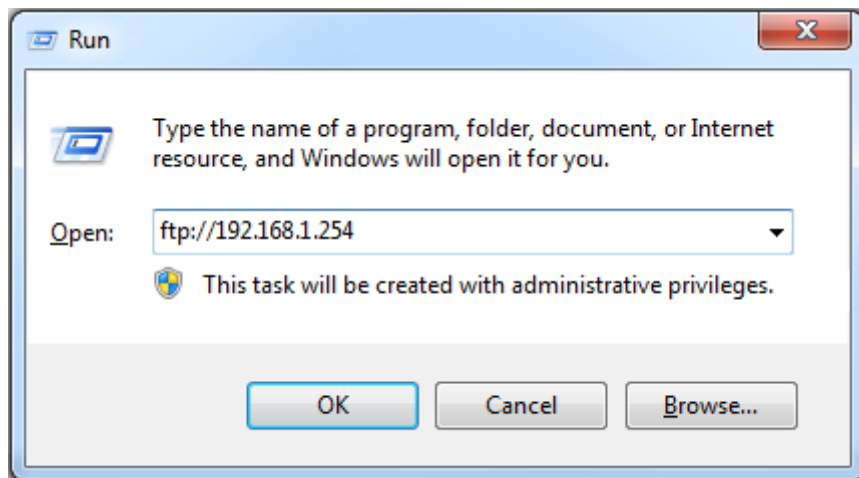 Run
Type the name of a program, folder, document, or Internet
resource, and Windows will open it for you.
Open: ftp://192.168.1.254
This task will be created with administrative privileges.
OK Cancel Browse...